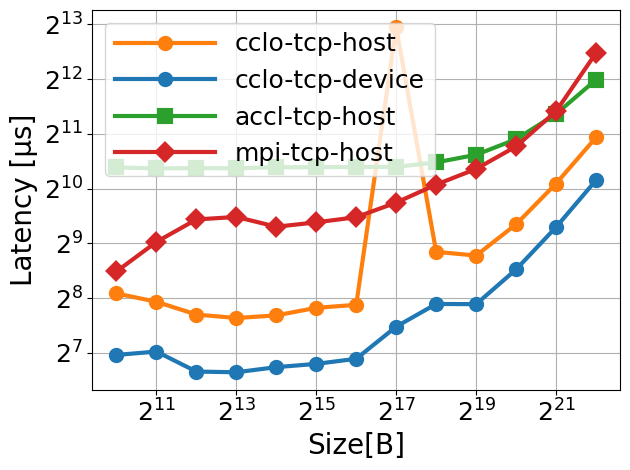 2^13
2^12
2^11
2^10
2^9
2^8
2^7
Latency [µs]
cclo-tcp-host
cclo-tcp-device
accl-tcp-host
mpi-tcp-host
2^11 2^13 2^15 2^17 2^19 2^21
Size[B]